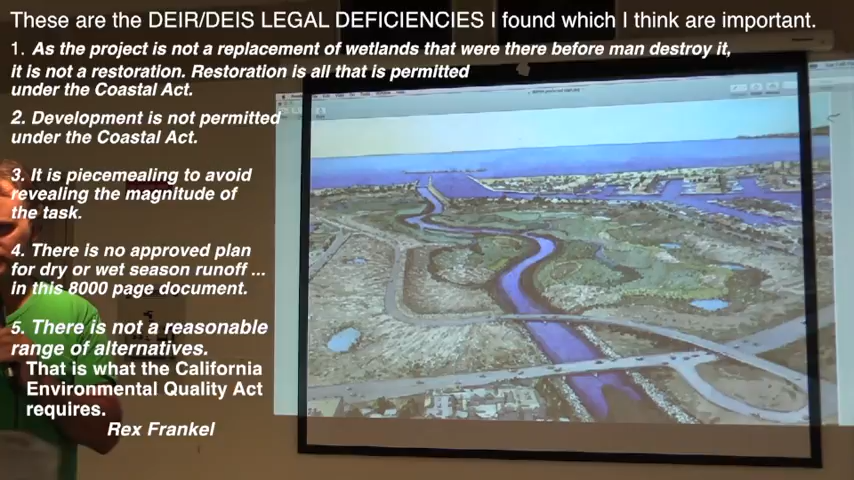 These are the DEIR/DEIS LEGAL DEFICIENCIES I found which I think are important.
1. As the project is not a replacement of wetlands that were there before man destroy it,
it is not a restoration. Restoration is all that is permitted
under the Coastal Act.
2. Development is not permitted
under the Coastal Act.
3. It is piecemealing to avoid
revealing the magnitude of
the task.
4. There is no approved plan
for dry or wet season runoff ...
in this 8000 page document.
5. There is not a reasonable
range of alternatives.
That is what the California
Environmental Quality Act
requires.
Rex Frankel